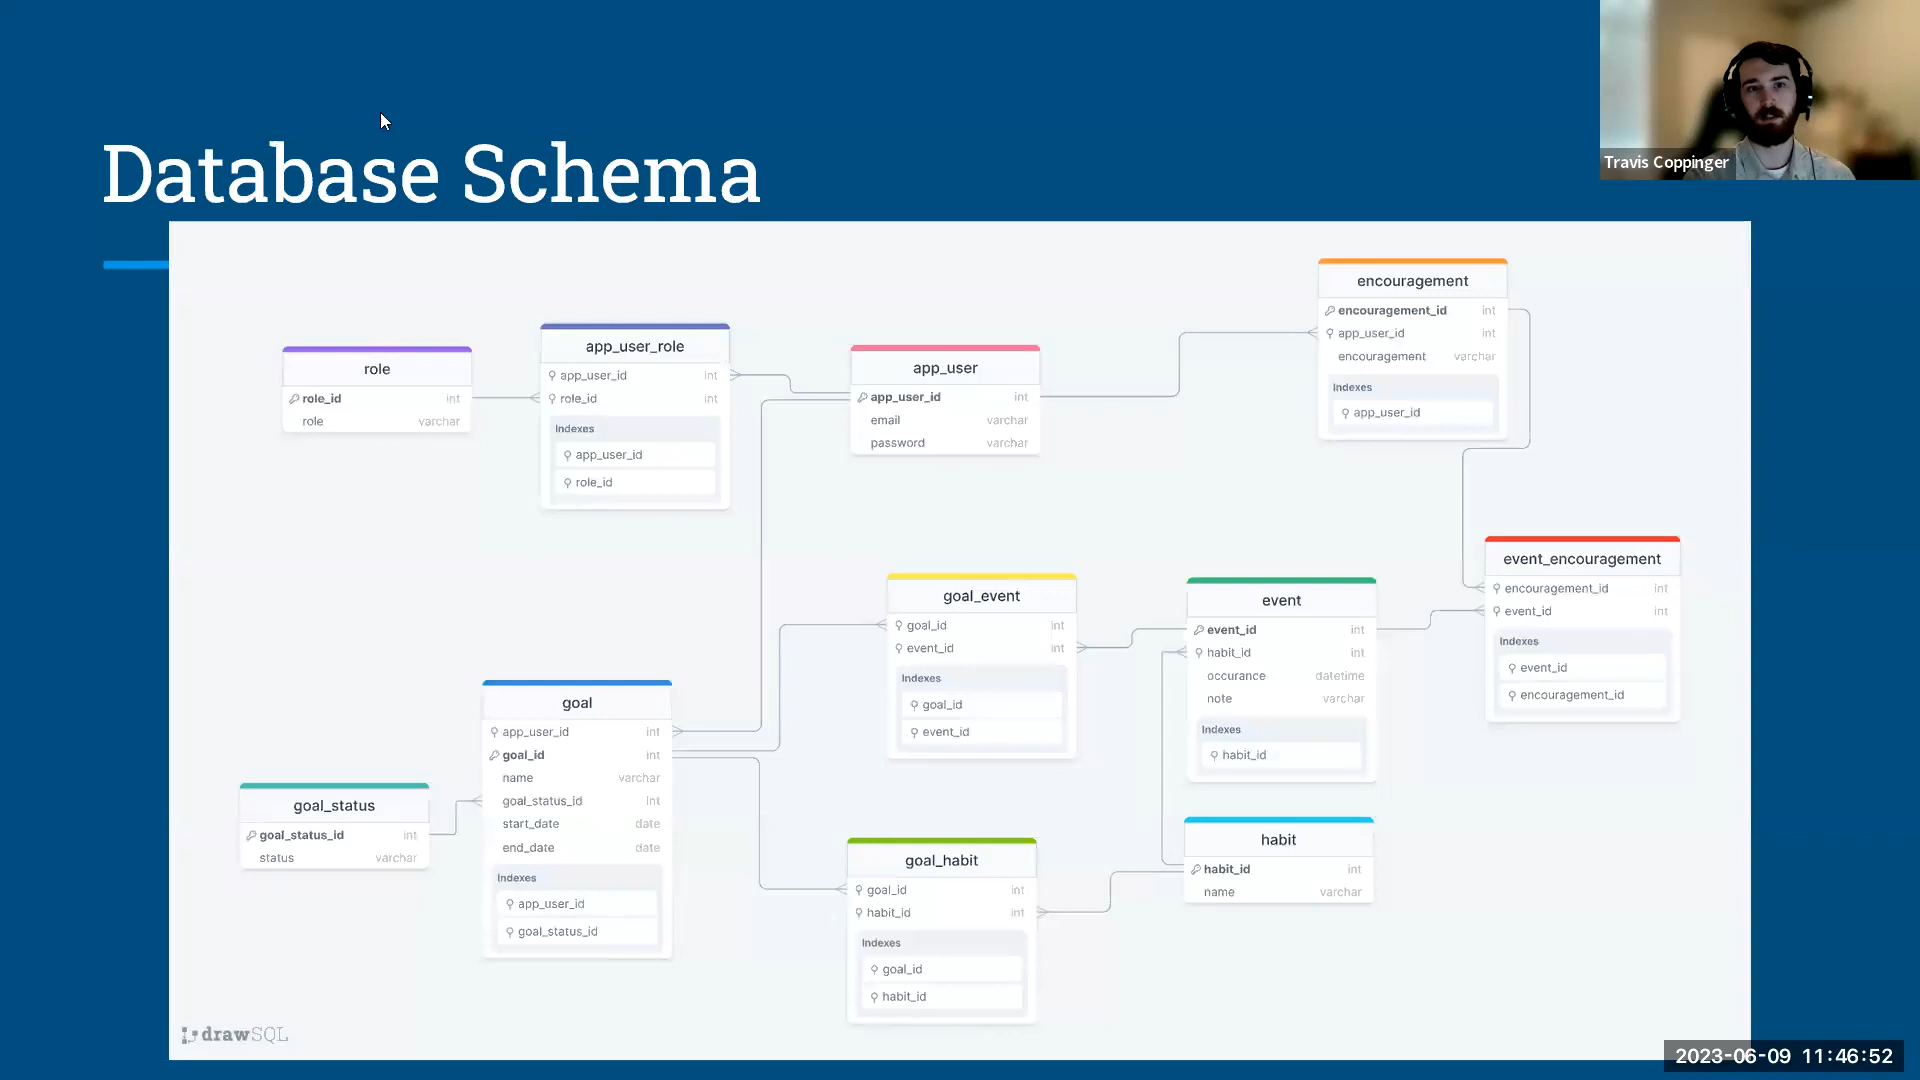 Database Schema
Travis Coppinger
role
role_id int
role varchar
app_user_role
app_user_id int
role_id int
Indexes
app_user_id
role_id
app_user
app_user_id int
email varchar
password varchar
encouragement
encouragement_id int
app_user_id int
encouragement varchar
Indexes
app_user_id
event_encouragement
encouragement_id int
event_id int
Indexes
event_id
encouragement_id
goal_event
goal_id int
event_id int
Indexes
goal_id
event_id
event
event_id int
habit_id int
occurance datetime
note varchar
Indexes
habit_id
goal
app_user_id int
goal_id int
name varchar
goal_status_id int
start_date date
end_date date
Indexes
app_user_id
goal_status_id
goal_status
goal_status_id int
status varchar
goal_habit
goal_id int
habit_id int
Indexes
goal_id
habit_id
habit
habit_id int
name varchar
drawSQL
2023-06-09 11:46:52